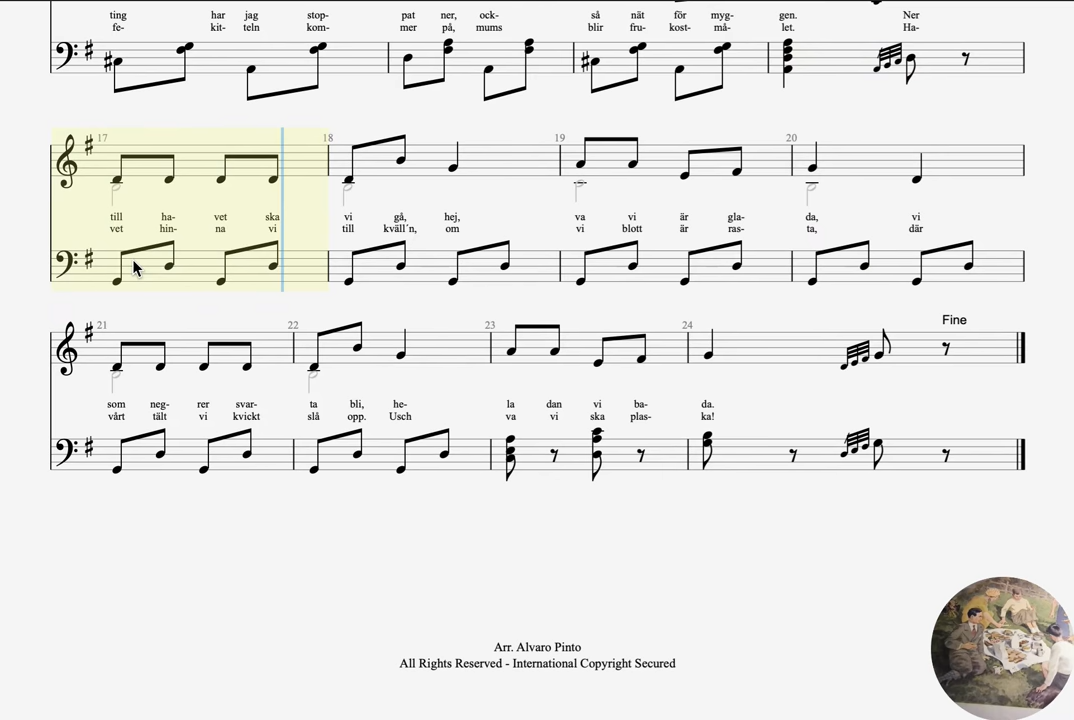 ting har jag stop- pat ner, ock- så nät för myg- gen. Ner
fe- kit- teln kom- mer på, mums blir fru- kost- må- let. Ha-
17 18 19 20
till ha- vet ska vi gå, hej, va vi är gla- da, vi
vet hin- na vi till kväll´n, om vi blott är ras- ta, där
Fine
21 22 23 24
som neg- rer svar- ta bli, he- la dan vi ba- da.
vårt tält vi kvickt slå opp. Usch va vi ska plas- ka!
Arr. Alvaro Pinto
All Rights Reserved - International Copyright Secured